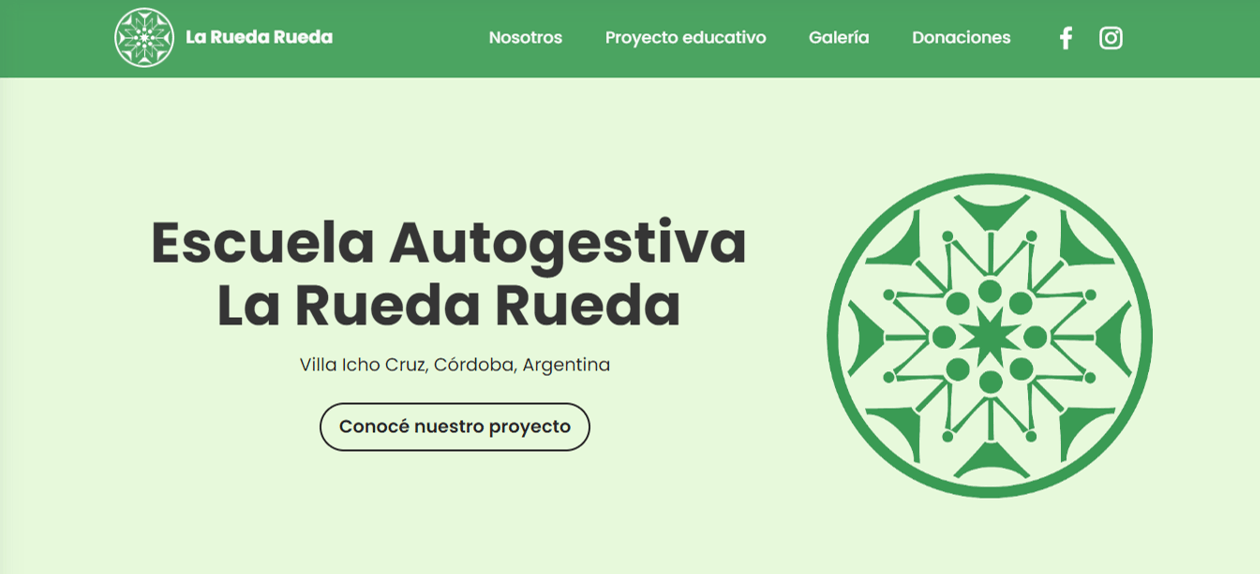 La Rueda Rueda
Nosotros
Proyecto educativo
Galería
Donaciones
Escuela Autogestiva
La Rueda Rueda
Villa Icho Cruz, Córdoba, Argentina
Conocé nuestro proyecto